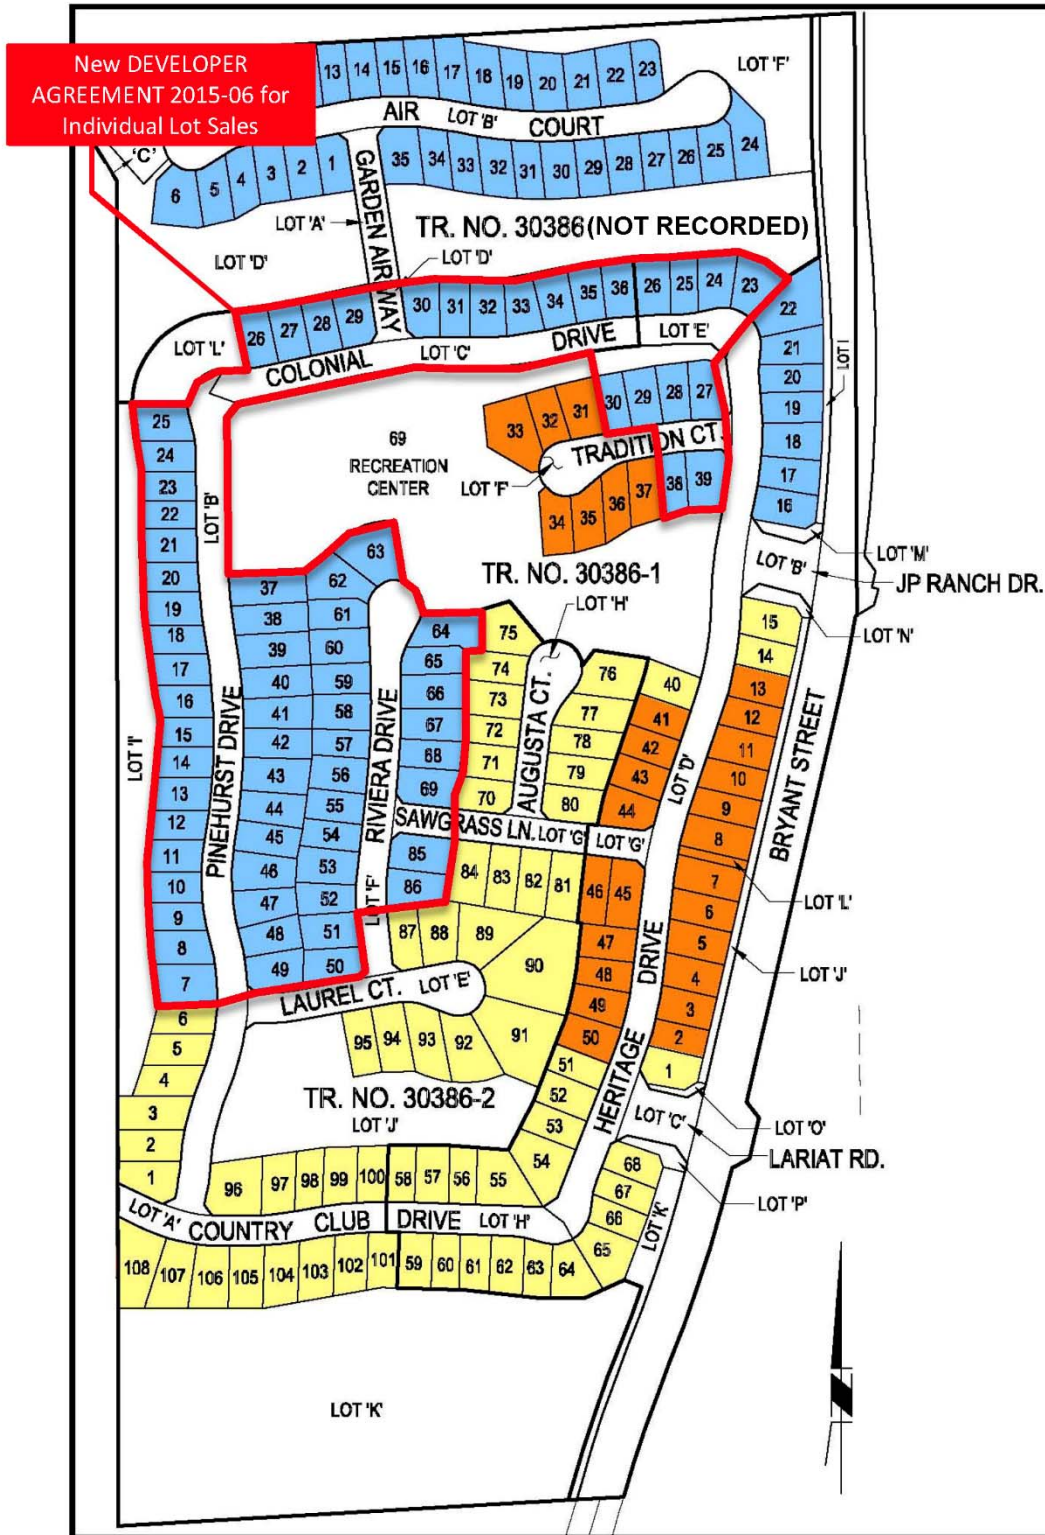 New DEVELOPER
AGREEMENT 2015-06 for
Individual Lot Sales
'C'
13 14 15 16 17 18 19 20 21 22 23
LOT 'F'
AIR LOT 'B' COURT
6 5 4 3 2 1
35 34 33 32 31 30 29 28 27 26 25 24
GARDEN AIR WAY
LOT 'A'
TR. NO. 30386 (NOT RECORDED)
LOT 'D'
LOT 'D'
26 27 28 29
30 31 32 33 34 35 36
26 25 24 23
22
21
20
19
18
17
16
LOT I
LOT 'L'
COLONIAL LOT 'C' DRIVE LOT 'E'
30 29 28 27
33 32 31
TRADITION CT.
LOT 'F'
34 35 36 37 38 39
69
RECREATION
CENTER
25
24
23
22
21
20
19
18
17
16
15
14
13
12
11
10
9
8
7
LOT 'B'
LOT 'I'
PINEHURST DRIVE
TR. NO. 30386-1
LOT 'H'
LOT 'M'
LOT 'B'
JP RANCH DR.
LOT 'N'
37
38
39
40
41
42
43
44
45
46
47
48
49
62
61
60
59
58
57
56
55
54
53
52
51
50
63
64
65
66
67
68
69
RIVIERA DRIVE
LOT 'F'
75
74
73
72
71
70
AUGUSTA CT.
76
77
78
79
80
40
41
42
43
44
LOT 'D'
15
14
13
12
11
10
9
8
7
6
5
4
3
2
1
BRYANT STREET
SAWGRASS LN. LOT 'G' LOT 'G'
85
86
84 83 82 81
46 45
47
48
49
50
LOT 'L'
LOT 'J'
87 88 89
90
91
LAUREL CT. LOT 'E'
95 94 93 92
HERITAGE DRIVE
51
52
53
54
LOT 'C'
LOT 'O'
LARIAT RD.
LOT 'P'
6
5
4
3
2
1
TR. NO. 30386-2
LOT 'J'
96 97 98 99 100 58 57 56 55
68
67
66
65
LOT 'K'
LOT 'A' COUNTRY CLUB DRIVE LOT 'H'
108 107 106 105 104 103 102 101 59 60 61 62 63 64
LOT 'K'